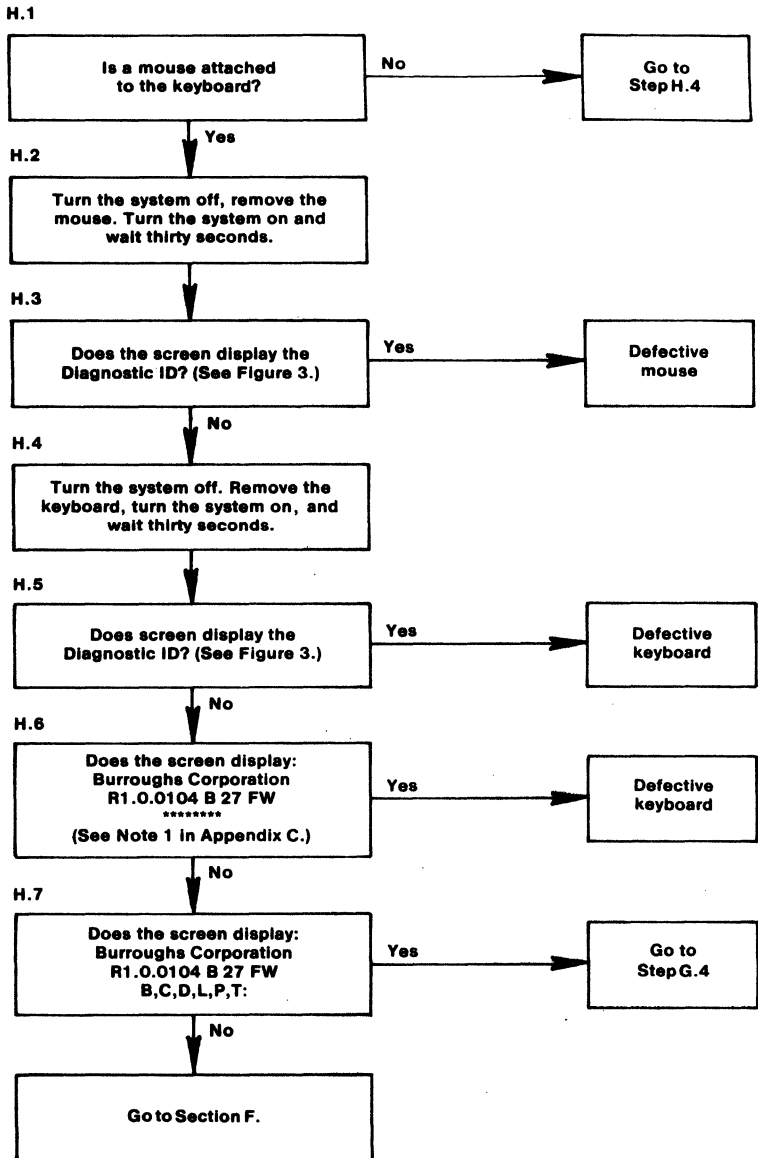 H.1
Is a mouse attached
to the keyboard?
No
Go to
Step H.4
Yes
H.2
Turn the system off, remove the
mouse. Turn the system on and
wait thirty seconds.
H.3
Does the screen display the
Diagnostic ID? (See Figure 3.)
Yes
Defective
mouse
No
H.4
Turn the system off. Remove the
keyboard, turn the system on, and
wait thirty seconds.
H.5
Does screen display the
Diagnostic ID? (See Figure 3.)
Yes
Defective
keyboard
No
H.6
Does the screen display:
Burroughs Corporation
R1.0.0104 B 27 FW
********
(See Note 1 in Appendix C.)
Yes
Defective
keyboard
No
H.7
Does the screen display:
Burroughs Corporation
R1.0.0104 B 27 FW
B,C,D,L,P,T:
Yes
Go to
Step G.4
No
Go to Section F.